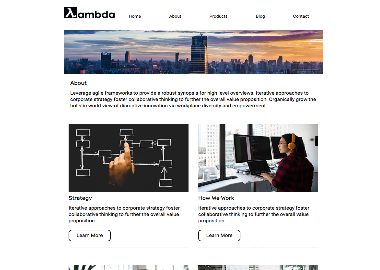 λambda
Home
About
Products
Blog
Contact
About
Leverage agile frameworks to provide a robust synopsis for high level overviews. Iterative approaches to
corporate strategy foster collaborative thinking to further the overall value proposition. Organically grow the
holistic world view of disruptive innovation via workplace diversity and empowerment.
Strategy
Iterative approaches to corporate strategy foster
collaborative thinking to further the overall value
proposition.
Learn More
How We Work
Iterative approaches to corporate strategy foster
collaborative thinking to further the overall value
proposition.
Learn More